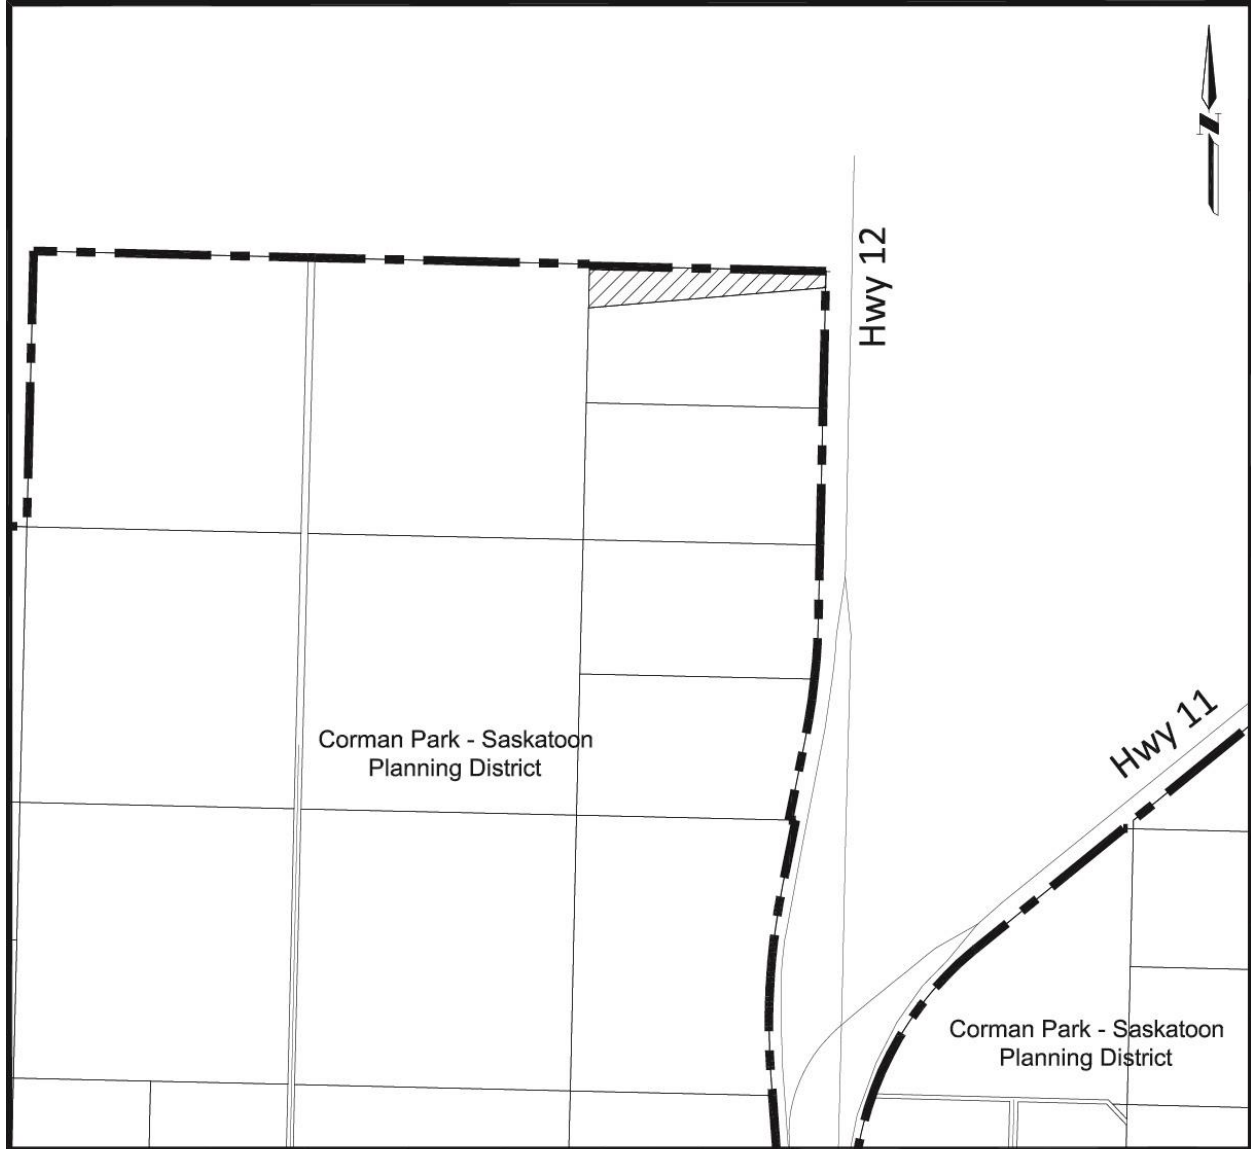 N
Hwy 12
Hwy 11
Corman Park - Saskatoon
Planning District
Corman Park - Saskatoon
Planning District